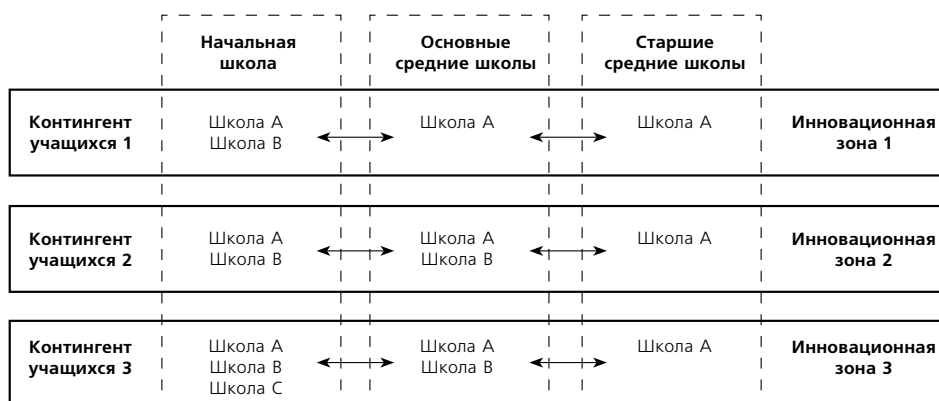 Начальная
школа
Основные
средние школы
Старшие
средние школы
Контингент
учащихся 1
Школа A
Школа B
Школа A
Школа A
Инновационная
зона 1
Контингент
учащихся 2
Школа A
Школа B
Школа A
Школа B
Школа A
Инновационная
зона 2
Контингент
учащихся 3
Школа A
Школа B
Школа C
Школа A
Школа B
Школа A
Инновационная
зона 3